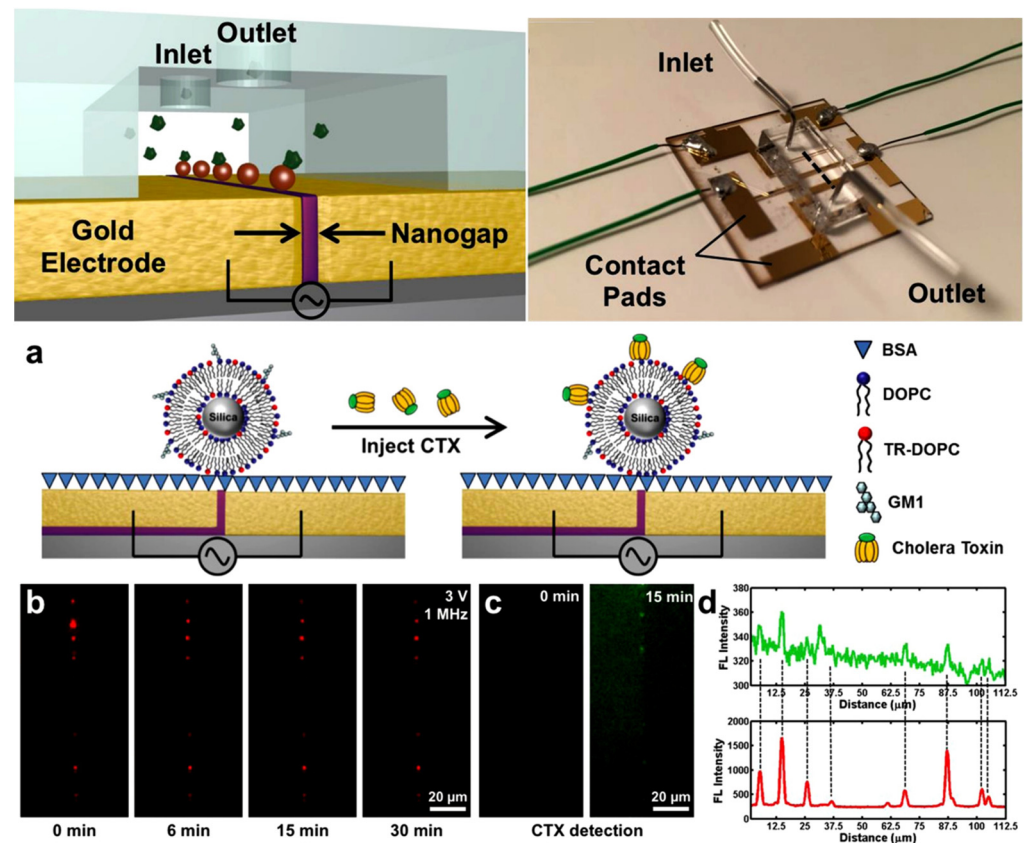 Outlet
Inlet
Gold
Electrode
Nanogap
Inlet
Contact
Pads
Outlet
a
Silica
Inject CTX
Silica
BSA
DOPC
TR-DOPC
GM1
Cholera Toxin
b
3 V
1 MHz
20 µm
0 min
6 min
15 min
30 min
c
0 min
15 min
20 µm
CTX detection
d
FL Intensity
380
360
340
320
300
12.5 25 37.5 50 62.5 75 87.5 100 112.5
Distance (µm)
FL Intensity
2000
1500
1000
500
0
12.5 25 37.5 50 62.5 75 87.5 100 112.5
Distance (µm)